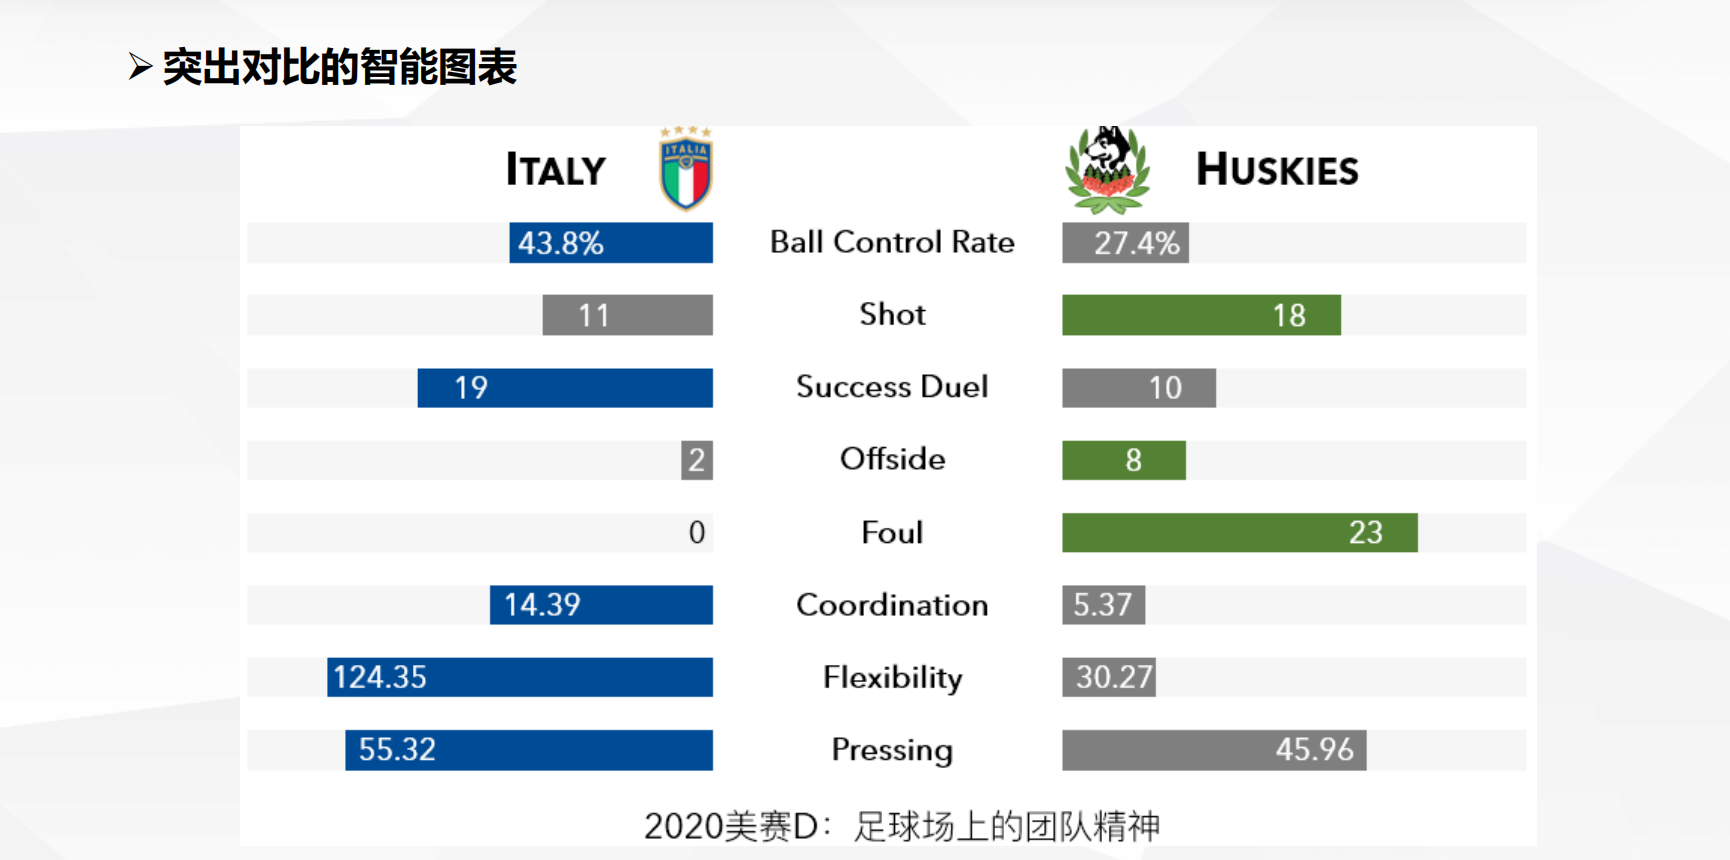 ➢ 突出对比的智能图表
ITALY ITALIA HUSKIES
43.8% Ball Control Rate 27.4%
11 Shot 18
19 Success Duel 10
2 Offside 8
0 Foul 23
14.39 Coordination 5.37
124.35 Flexibility 30.27
55.32 Pressing 45.96
2020美赛D：足球场上的团队精神